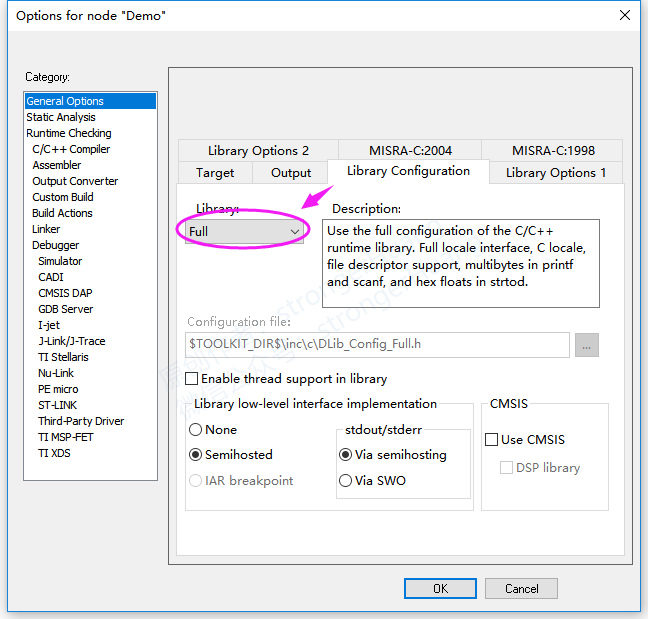 Options for node "Demo"
Category:
General Options
Static Analysis
Runtime Checking
C/C++ Compiler
Assembler
Output Converter
Custom Build
Build Actions
Linker
Debugger
Simulator
CADI
CMSIS DAP
GDB Server
I-jet
J-Link/J-Trace
TI Stellaris
Nu-Link
PE micro
ST-LINK
Third-Party Driver
TI MSP-FET
TI XDS
Library Options 2
MISRA-C:2004
MISRA-C:1998
Target
Output
Library Configuration
Library Options 1
Library:
Full
Description:
Use the full configuration of the C/C++
runtime library. Full locale interface, C locale,
file descriptor support, multibytes in printf
and scanf, and hex floats in strtod.
Configuration file:
$TOOLKIT_DIR$\inc\c\DLib_Config_Full.h
...
Enable thread support in library
Library low-level interface implementation
None
Semihosted
IAR breakpoint
stdout/stderr
Via semihosting
Via SWO
CMSIS
Use CMSIS
DSP library
OK
Cancel